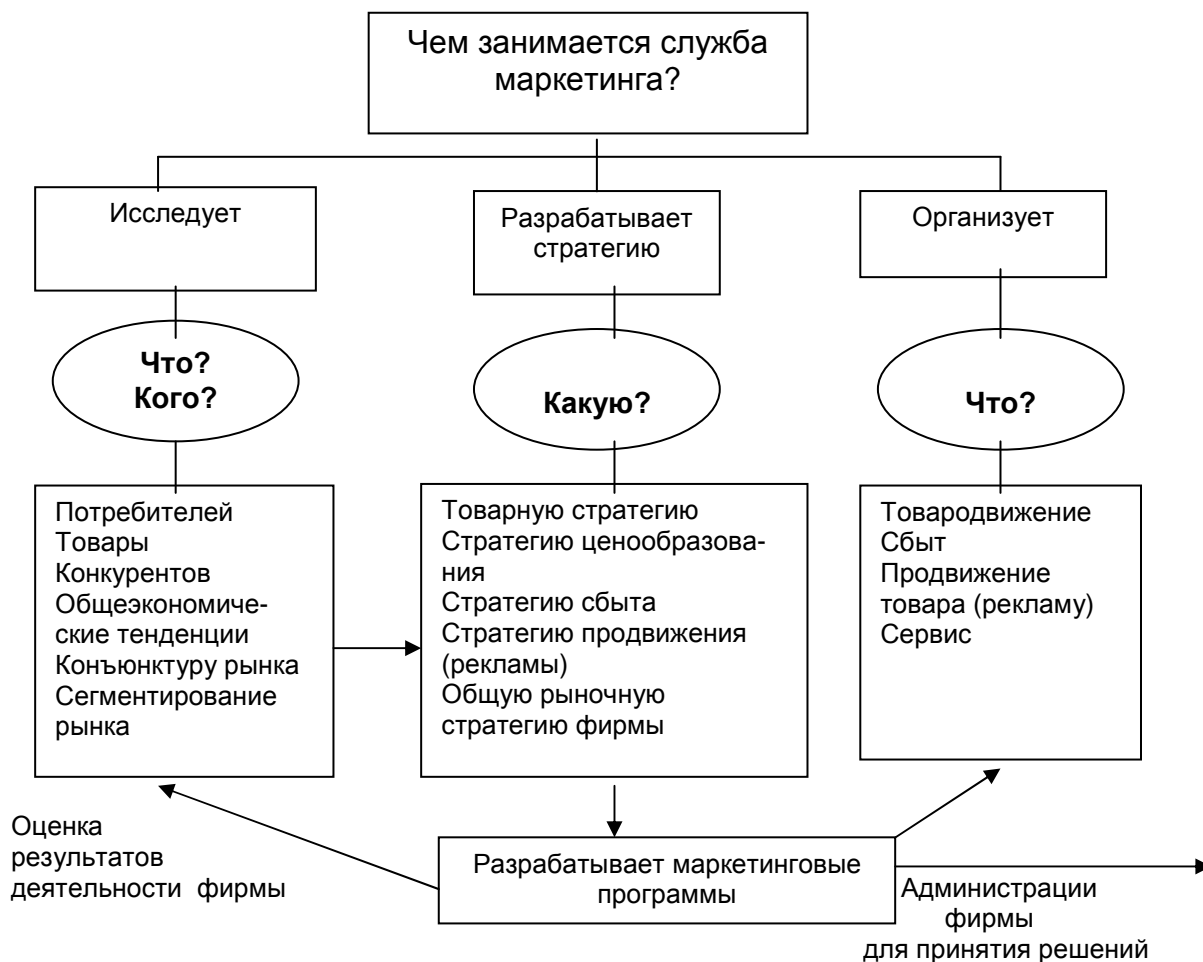 Чем занимается служба
маркетинга?
Исследует
Разрабатывает
стратегию
Организует
Что?
Кого?
Какую?
Что?
Потребителей
Товары
Конкурентов
Общеэкономиче-
ские тенденции
Конъюнктуру рынка
Сегментирование
рынка
Товарную стратегию
Стратегию ценообразова-
ния
Стратегию сбыта
Стратегию продвижения
(рекламы)
Общую рыночную
стратегию фирмы
Товародвижение
Сбыт
Продвижение
товара (рекламу)
Сервис
Оценка
результатов
деятельности фирмы
Разрабатывает маркетинговые
программы
Администрации
фирмы
для принятия решений